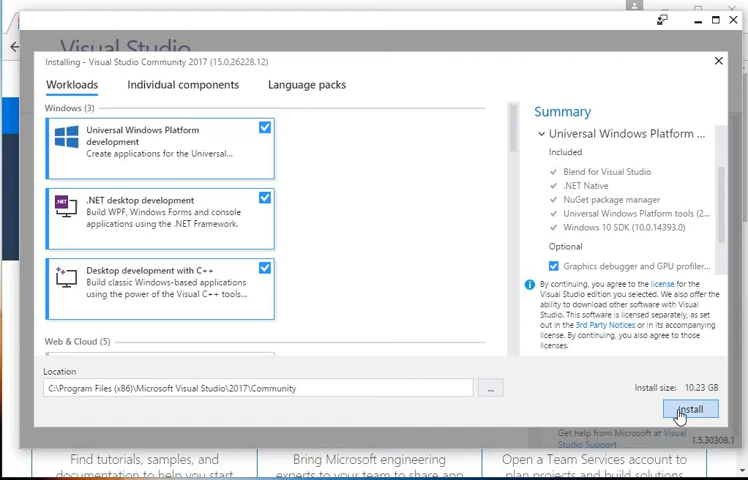 Visual Studio
Installing - Visual Studio Community 2017 (15.0.26228.12)
Workloads
Individual components
Language packs
Windows (3)
Universal Windows Platform
development
Create applications for the Universal...
.NET desktop development
Build WPF, Windows Forms and console
applications using the .NET Framework.
Desktop development with C++
Build classic Windows-based applications
using the power of the Visual C++ tools...
Web & Cloud (5)
Summary
Universal Windows Platform ...
Included
Blend for Visual Studio
.NET Native
NuGet package manager
Universal Windows Platform tools (2...
Windows 10 SDK (10.0.14393.0)
Optional
Graphics debugger and GPU profiler...
By continuing, you agree to the license for the
Visual Studio edition you selected. We also offer the
ability to download other software with Visual
Studio. This software is licensed separately, as set
out in the 3rd Party Notices or in its accompanying
license. By continuing, you also agree to those
licenses.
Location
C:\Program Files (x86)\Microsoft Visual Studio\2017\Community
...
Install size: 10.23 GB
Install
Get help from Microsoft at Visual
Studio Support
1.5.30308.1
Find tutorials, samples, and
documentation to help you start
Bring Microsoft engineering
experts to your team to share app
Open a Team Services account to
plan projects and build solutions